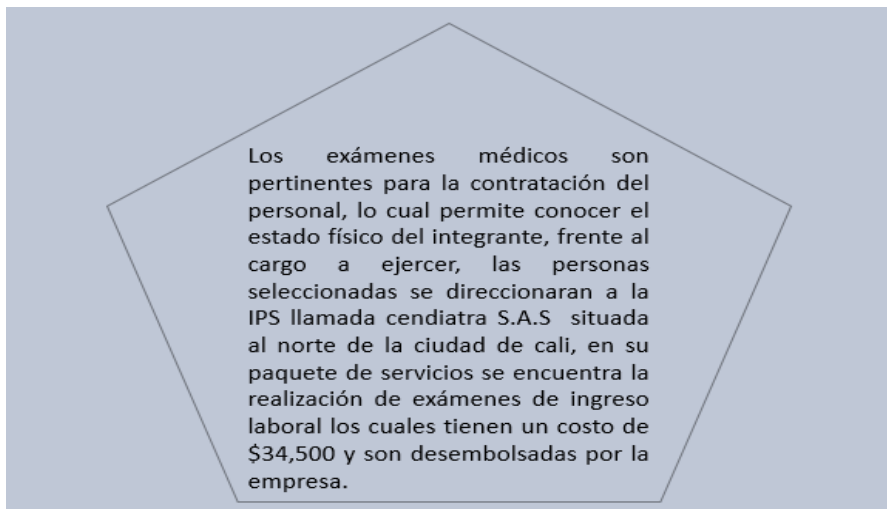 Los exámenes médicos son
pertinentes para la contratación del
personal, lo cual permite conocer el
estado físico del integrante, frente al
cargo a ejercer, las personas
seleccionadas se direccionaran a la
IPS llamada cendiatra S.A.S situada
al norte de la ciudad de cali, en su
paquete de servicios se encuentra la
realización de exámenes de ingreso
laboral los cuales tienen un costo de
$34,500 y son desembolsadas por la
empresa.